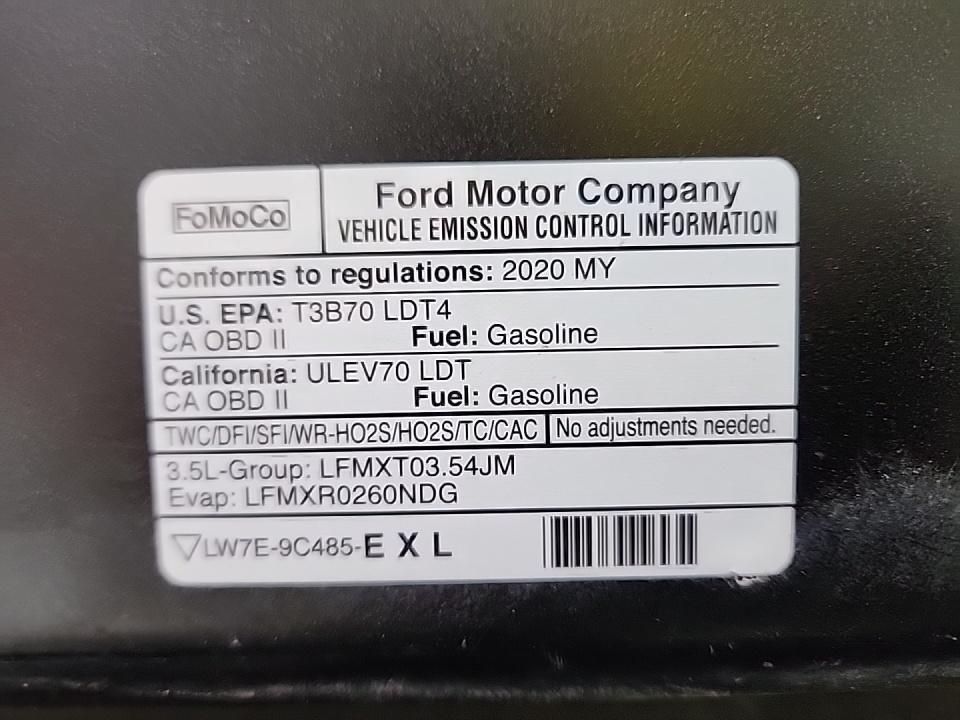 FoMoCo
Ford Motor Company
VEHICLE EMISSION CONTROL INFORMATION
Conforms to regulations: 2020 MY
U.S. EPA: T3B70 LDT4
CA OBD II Fuel: Gasoline
California: ULEV70 LDT
CA OBD II Fuel: Gasoline
TWC/DFI/SFI/WR-HO2S/HO2S/TC/CAC No adjustments needed.
3.5L-Group: LFMXT03.54JM
Evap: LFMXR0260NDG
▽LW7E-9C485-E X L